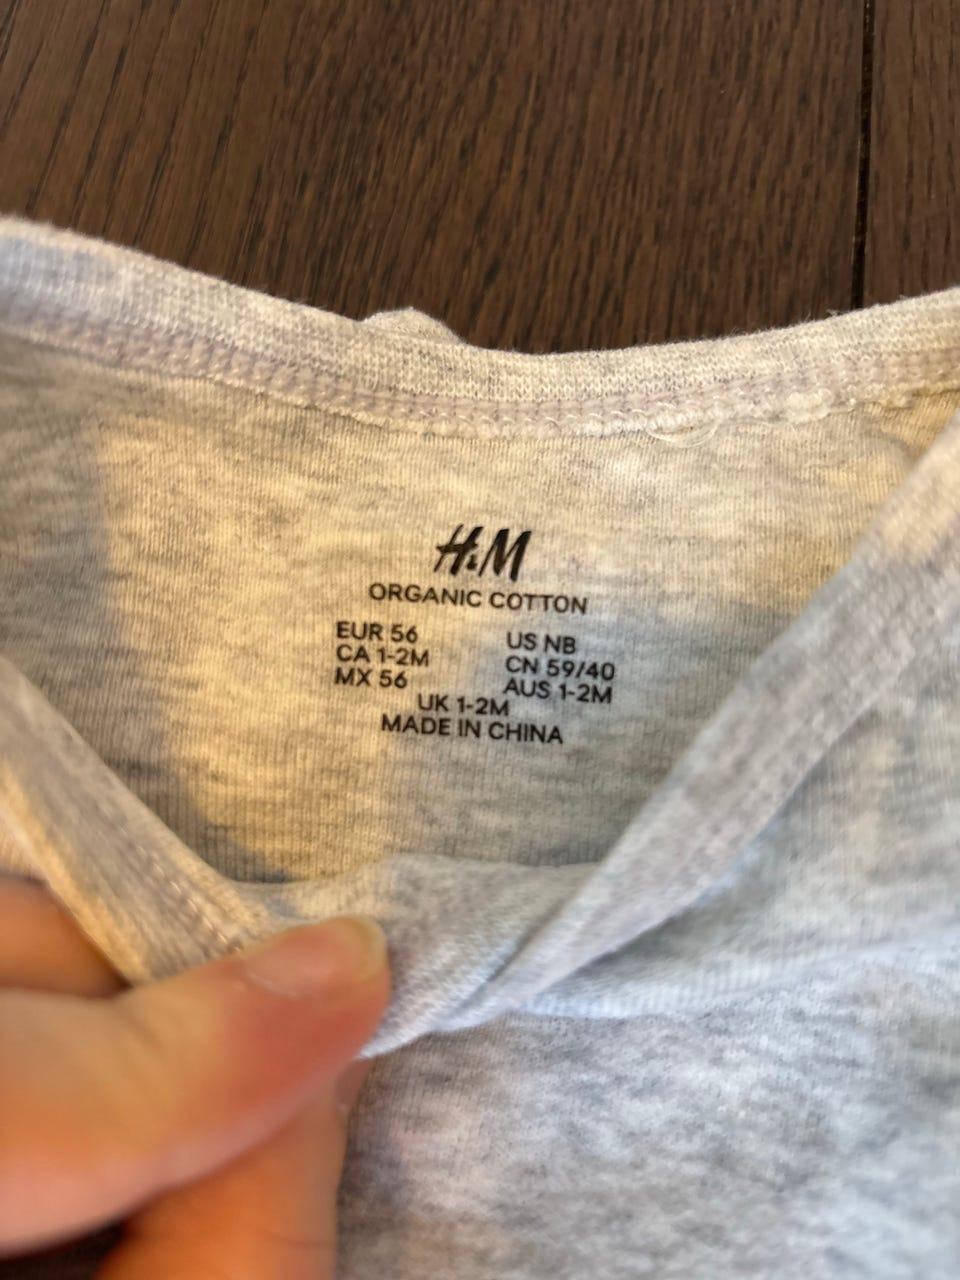 H&M
ORGANIC COTTON
EUR 56 US NB
CA 1-2M CN 59/40
MX 56 AUS 1-2M
UK 1-2M
MADE IN CHINA